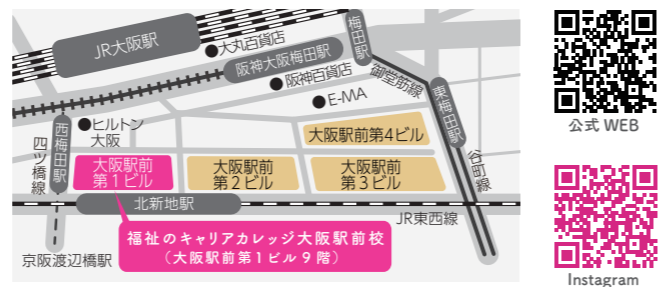 JR大阪駅
●大丸百貨店
梅田駅
阪神大阪梅田駅
●阪神百貨店
御堂筋線
●E-MA
東梅田駅
西梅田駅
●ヒルトン
大阪
四ツ橋線
大阪駅前第4ビル
大阪駅前
第1ビル
大阪駅前
第2ビル
大阪駅前
第3ビル
谷町線
北新地駅
JR東西線
福祉のキャリアカレッジ大阪駅前校
（大阪駅前第1ビル9階）
京阪渡辺橋駅
公式 WEB
Instagram